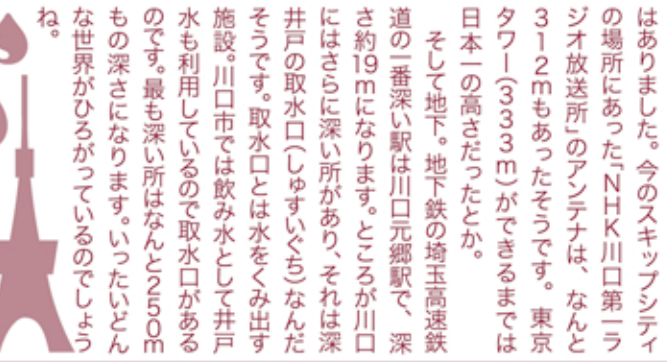 はありました。今のスキップシティ
の場所にあった「NHK川口第一ラ
ジオ放送所」のアンテナは、なんと
312mもあったそうです。 東京
タワー(333m)ができるまでは
日本一の高さだったとか。
そして地下。地下鉄の埼玉高速鉄
道の一番深い駅は川口元郷駅で、深
さ約19mになります。ところが川口
にはさらに深い所があり、それは深
井戸の取水口(しゅすいぐち)なんだ
そうです。取水口とは水をくみ出す
施設。川口市では飲み水として井戸
水も利用しているので取水口がある
のです。最も深い所はなんと250m
もの深さになります。いったいどん
な世界がひろがっているのでしょう
ね。